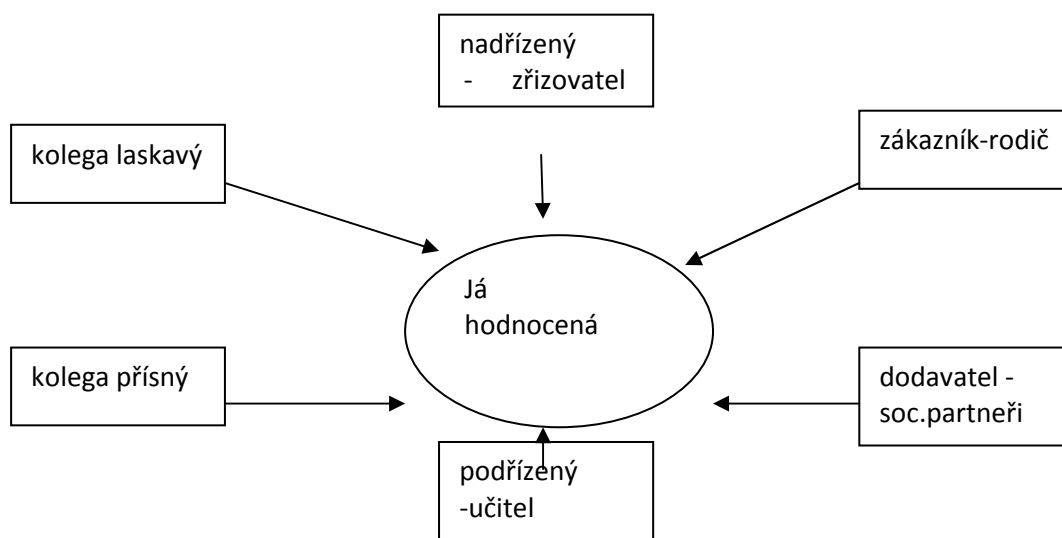 nadřízený
- zřizovatel
kolega laskavý
zákazník-rodič
Já
hodnocená
kolega přísný
dodavatel -
soc.partneři
podřízený
-učitel